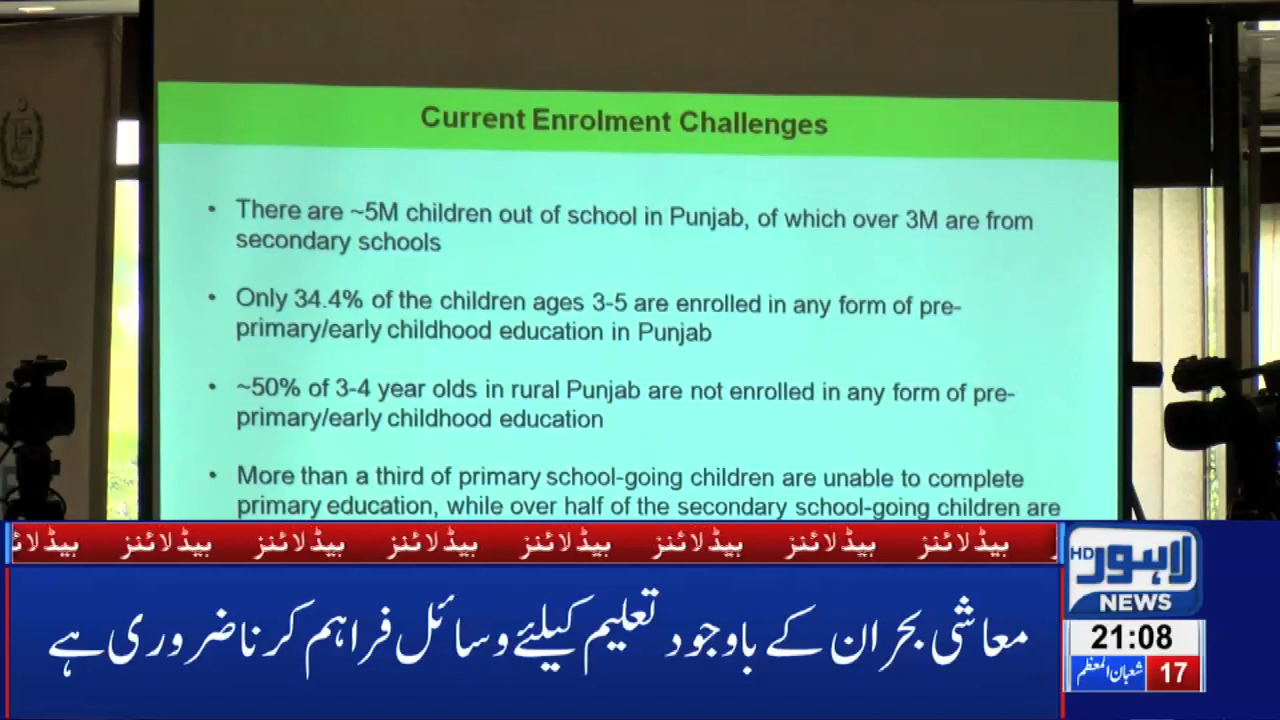 Current Enrolment Challenges
• There are ~5M children out of school in Punjab, of which over 3M are from
secondary schools
• Only 34.4% of the children ages 3-5 are enrolled in any form of pre-
primary/early childhood education in Punjab
• ~50% of 3-4 year olds in rural Punjab are not enrolled in any form of pre-
primary/early childhood education
• More than a third of primary school-going children are unable to complete
primary education, while over half of the secondary school-going children are
ہیڈلائنز ہیڈلائنز ہیڈلائنز ہیڈلائنز ہیڈلائنز ہیڈلائنز ہیڈلائنز ہیڈلائنز
معاشی بحران کے باوجود تعلیم کیلئے وسائل فراہم کرنا ضروری ہے
HD لاہور
NEWS
21:08
17 شعبان المعظم